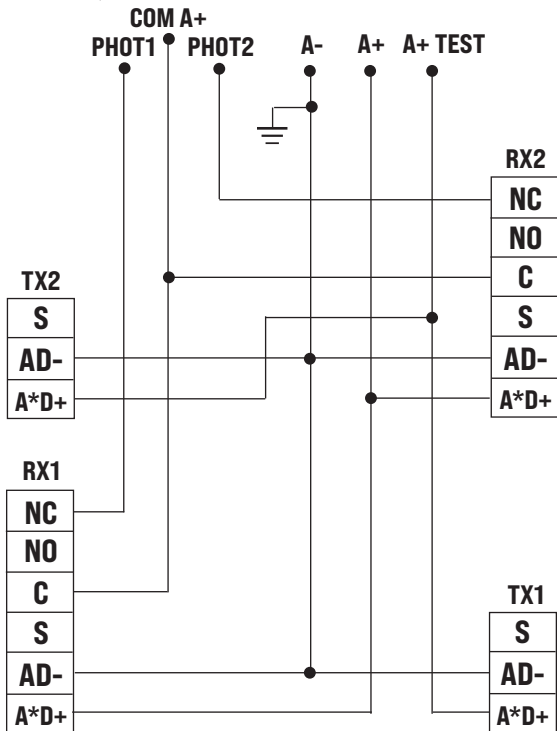 COM A+
PHOT1 PHOT2 A- A+ A+ TEST
RX2
NC
NO
C
S
AD-
A*D+
TX2
S
AD-
A*D+
RX1
NC
NO
C
S
AD-
A*D+
TX1
S
AD-
A*D+